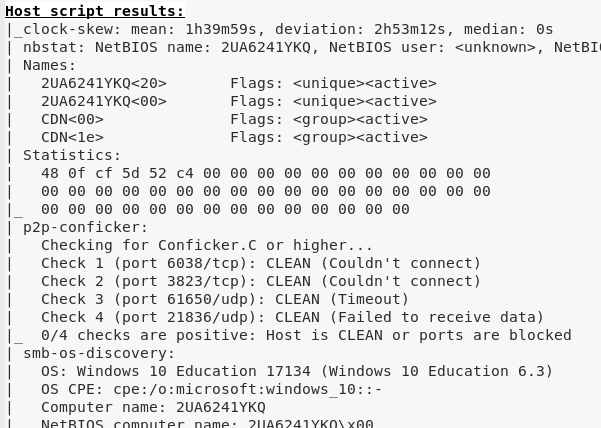 Host script results:
|_clock-skew: mean: 1h39m59s, deviation: 2h53m12s, median: 0s
| nbstat: NetBIOS name: 2UA6241YKQ, NetBIOS user: <unknown>, NetBI
| Names:
|   2UA6241YKQ<20>       Flags: <unique><active>
|   2UA6241YKQ<00>       Flags: <unique><active>
|   CDN<00>              Flags: <group><active>
|   CDN<1e>              Flags: <group><active>
| Statistics:
|   48 0f cf 5d 52 c4 00 00 00 00 00 00 00 00 00 00 00
|   00 00 00 00 00 00 00 00 00 00 00 00 00 00 00 00 00
|_  00 00 00 00 00 00 00 00 00 00 00 00 00 00
| p2p-conficker:
|   Checking for Conficker.C or higher...
|   Check 1 (port 6038/tcp): CLEAN (Couldn't connect)
|   Check 2 (port 3823/tcp): CLEAN (Couldn't connect)
|   Check 3 (port 61650/udp): CLEAN (Timeout)
|   Check 4 (port 21836/udp): CLEAN (Failed to receive data)
|_  0/4 checks are positive: Host is CLEAN or ports are blocked
| smb-os-discovery:
|   OS: Windows 10 Education 17134 (Windows 10 Education 6.3)
|   OS CPE: cpe:/o:microsoft:windows_10::-
|   Computer name: 2UA6241YKQ
|   NetBIOS computer name: 2UA6241YKQ\x00